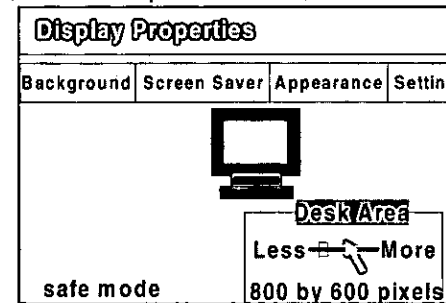 Display Properties
Background Screen Saver Appearance Settin
Desk Area
Less More
safe mode 800 by 600 pixels